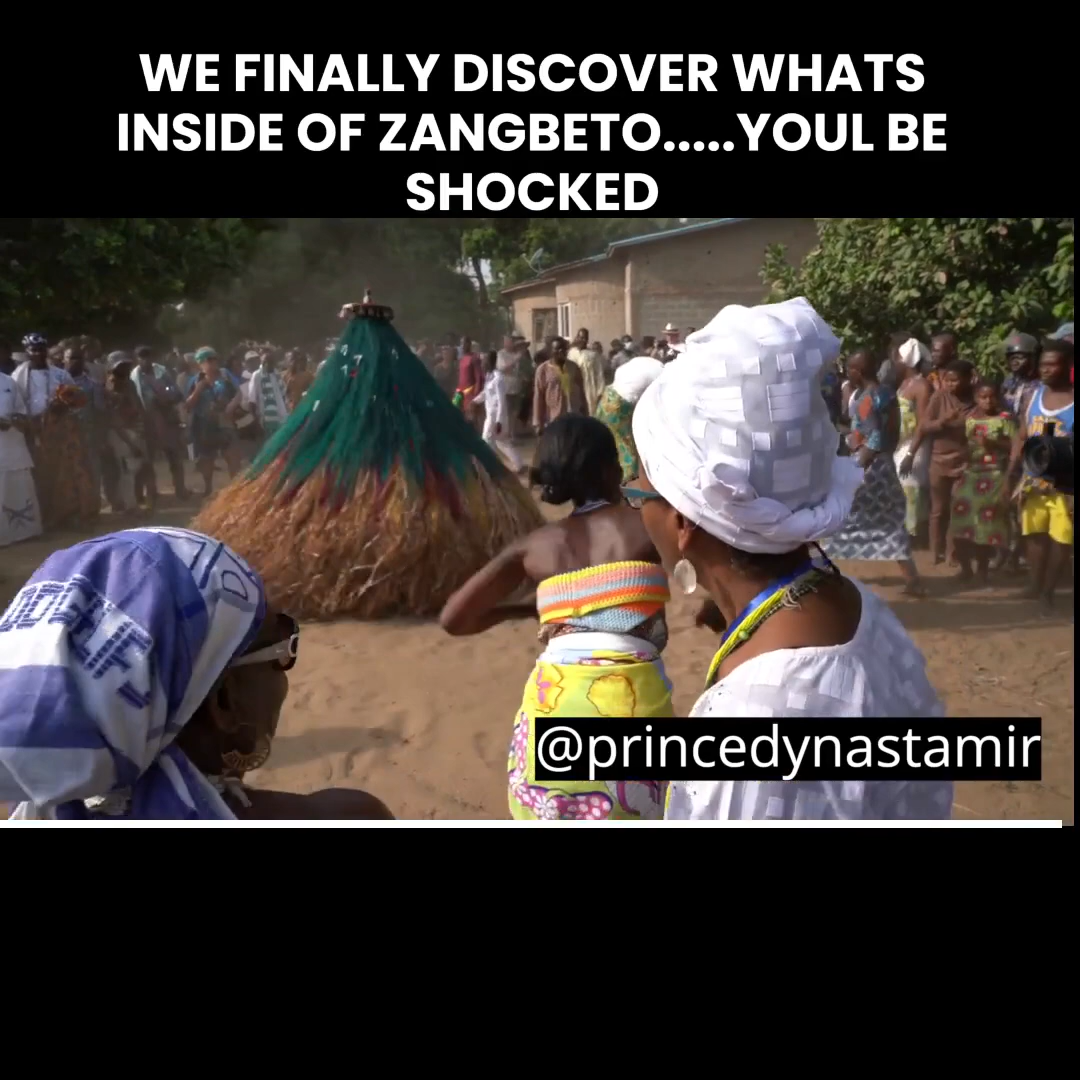 WE FINALLY DISCOVER WHATS
INSIDE OF ZANGBETO.....YOUL BE
SHOCKED
@princedynastamir